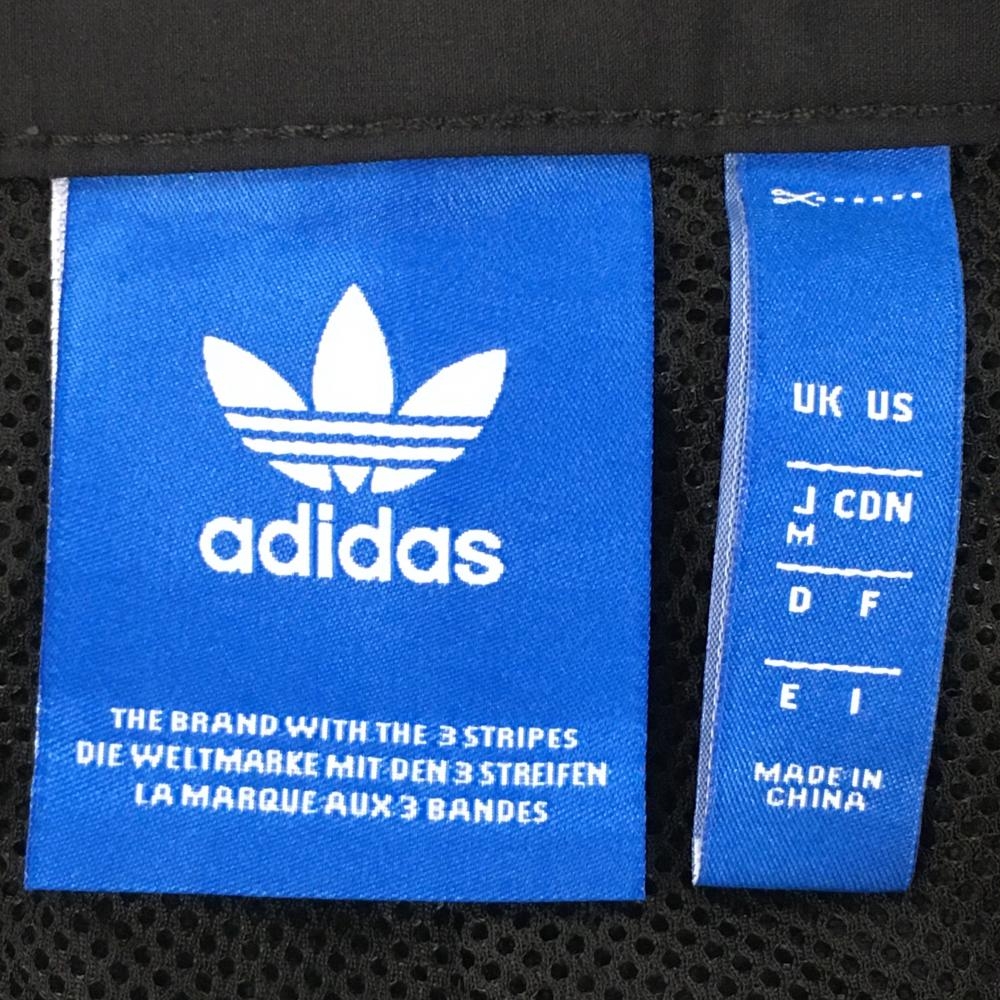 adidas
THE BRAND WITH THE 3 STRIPES
DIE WELTMARKE MIT DEN 3 STREIFEN
LA MARQUE AUX 3 BANDES
UK US
J CDN
M
D F
E I
MADE IN
CHINA